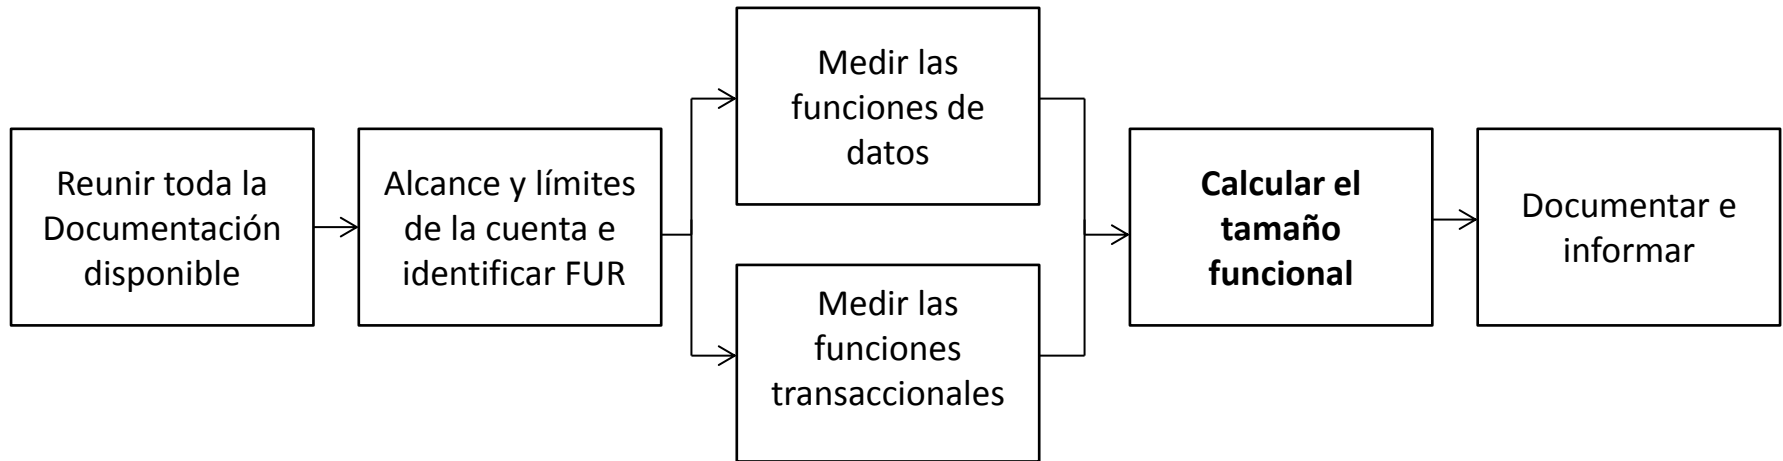 Reunir toda la
Documentación
disponible
Alcance y límites
de la cuenta e
identificar FUR
Medir las
funciones de
datos
Medir las
funciones
transaccionales
Calcular el
tamaño
funcional
Documentar e
informar